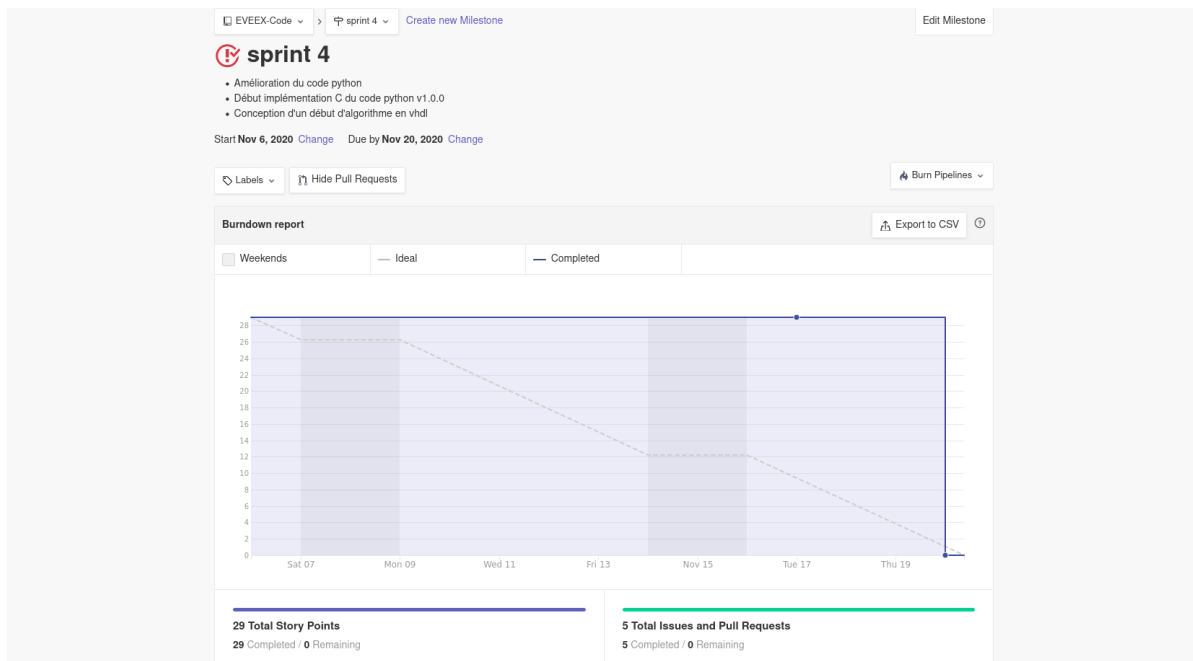 EVEEX-Code › sprint 4 Create new Milestone Edit Milestone
sprint 4
• Amélioration du code python
• Début implémentation C du code python v1.0.0
• Conception d'un début d'algorithme en vhdl
Start Nov 6, 2020 Change Due by Nov 20, 2020 Change
Labels Hide Pull Requests Burn Pipelines
Burndown report Export to CSV
Weekends Ideal Completed
28
26
24
22
20
18
16
14
12
10
8
6
4
2
0
Sat 07 Mon 09 Wed 11 Fri 13 Nov 15 Tue 17 Thu 19
29 Total Story Points 5 Total Issues and Pull Requests
29 Completed / 0 Remaining 5 Completed / 0 Remaining